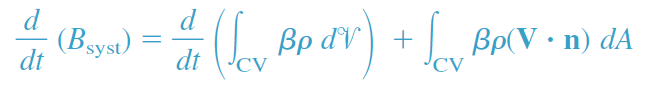 d/dt (B_syst) = d/dt (∫_CV βρ d𝒱) + ∫_CV βρ(V · n) dA